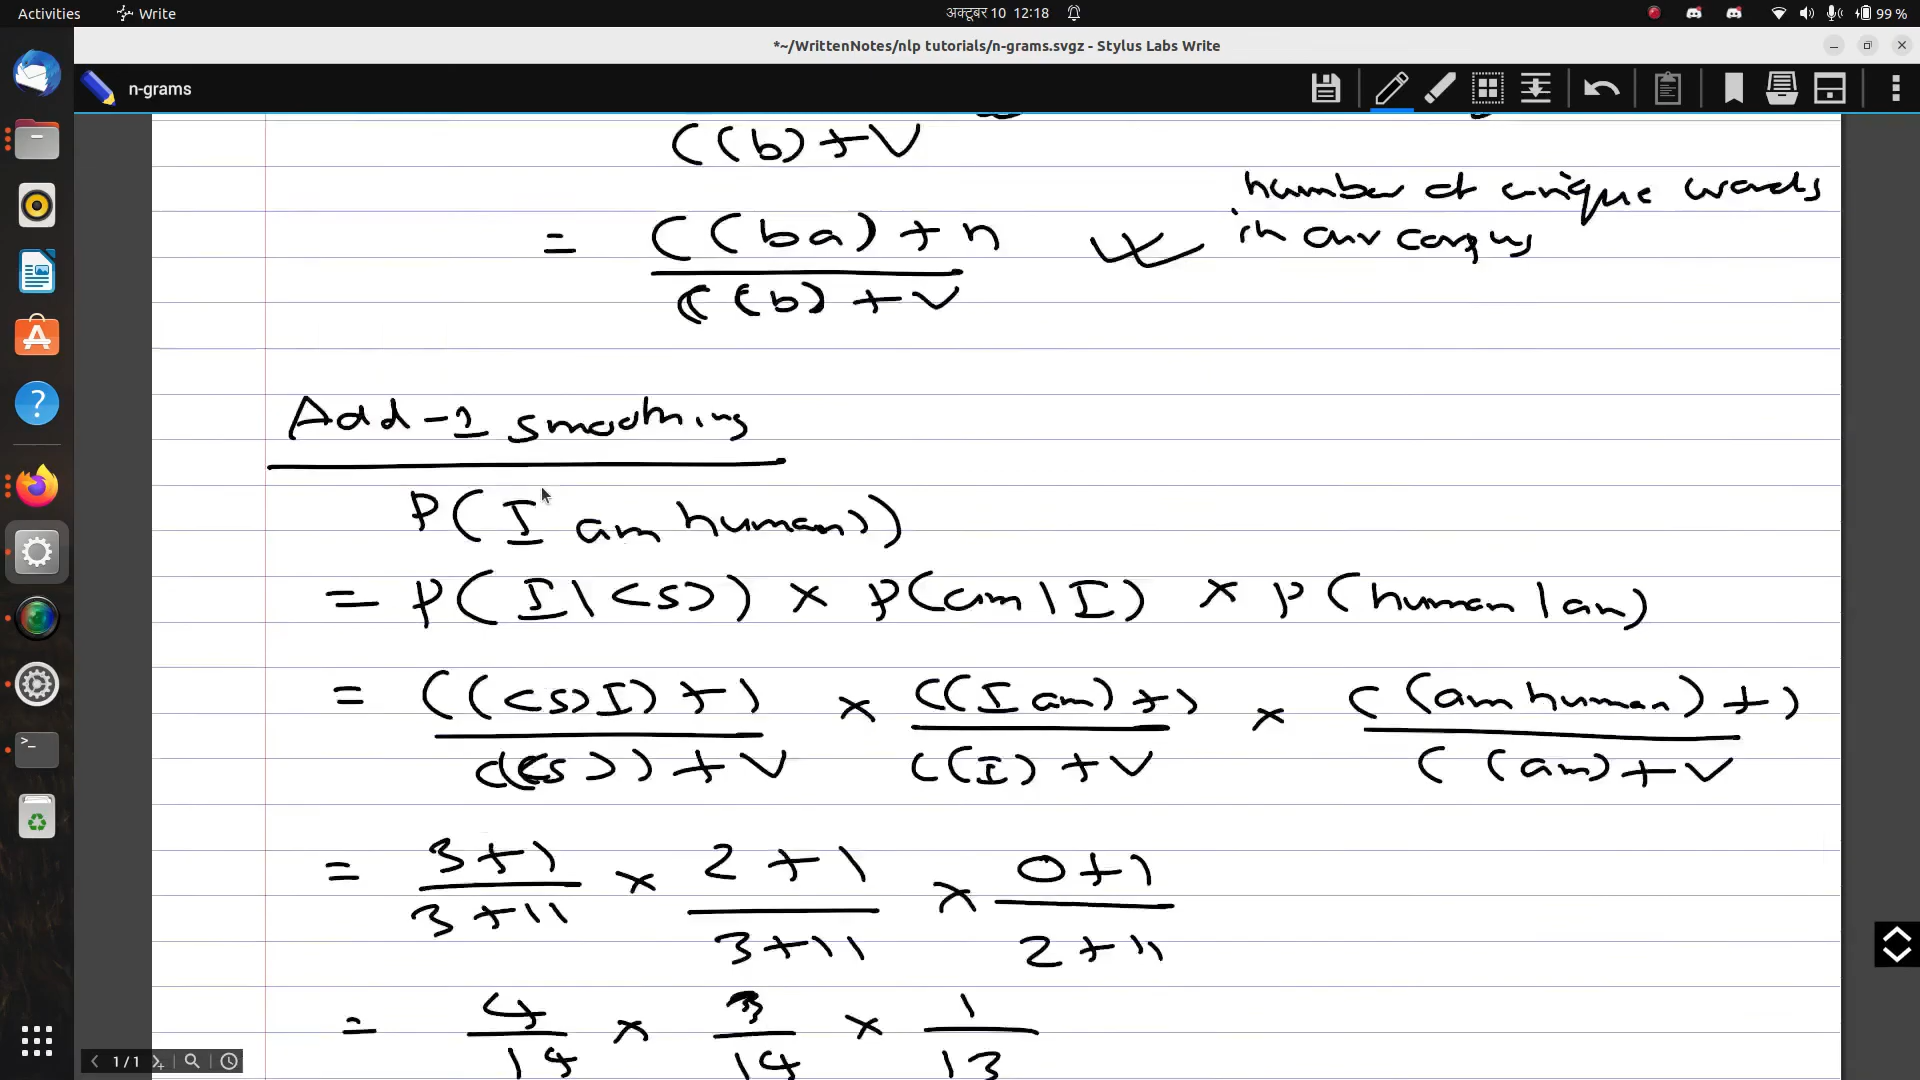 Activities Write अक्टूबर 10 12:18 99 %
*~/WrittenNotes/nlp tutorials/n-grams.svgz - Stylus Labs Write
n-grams
C(b)+V
number of unique words
in our corpus
= C(ba)+n
C(b)+V
Add-1 smoothing
P(I am human))
= P(I|<s>) × P(am|I) × P(human|am)
= C(<s>I)+1 × C(I am)+1 × C(am human)+1
C(<s>)+V C(I)+V C(am)+V
= 3+1 × 2+1 × 0+1
3+11 3+11 2+11
= 4 × 3 × 1
14 14 13
1 / 1